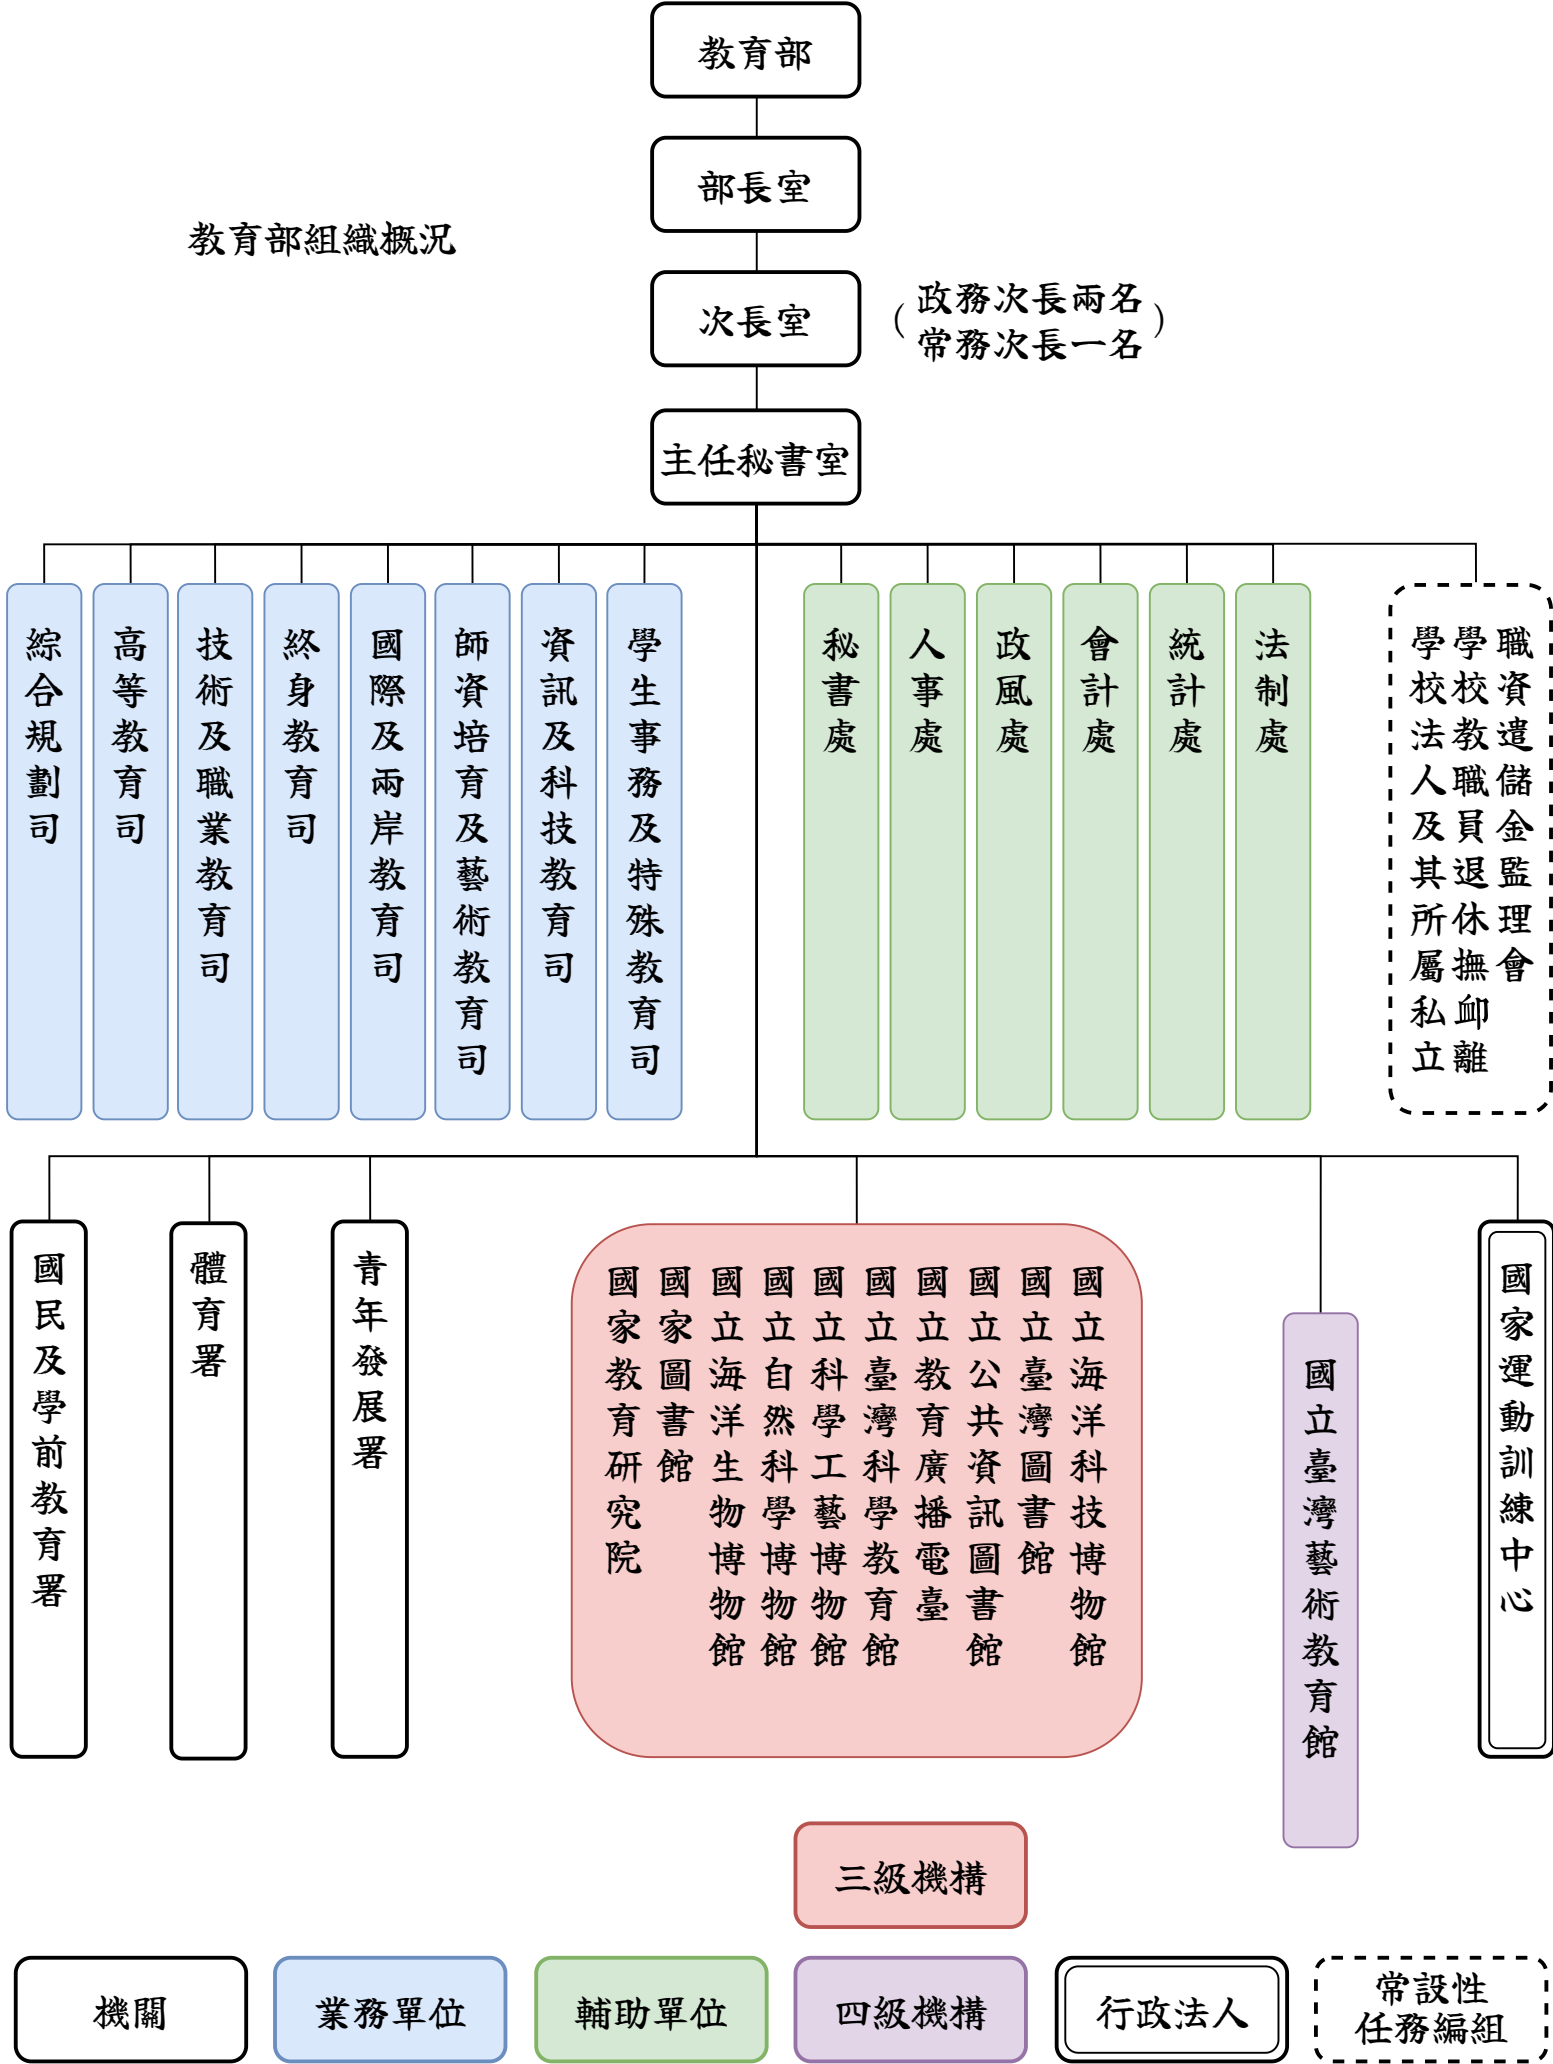 教育部
部長室
教育部組織概況
次長室
(政務次長兩名
常務次長一名)
主任秘書室
綜合規劃司
高等教育司
技術及職業教育司
終身教育司
國際及兩岸教育司
師資培育及藝術教育司
資訊及科技教育司
學生事務及特殊教育司
秘書處
人事處
政風處
會計處
統計處
法制處
學校法人及其所屬私立
學校教職員退休撫卹離
職資遣儲金監理會
國民及學前教育署
體育署
青年發展署
國家教育研究院
國家圖書館
國立海洋生物博物館
國立自然科學博物館
國立科學工藝博物館
國立臺灣科學教育館
國立教育廣播電臺
國立公共資訊圖書館
國立臺灣圖書館
國立海洋科技博物館
國立臺灣藝術教育館
國家運動訓練中心
三級機構
機關
業務單位
輔助單位
四級機構
行政法人
常設性
任務編組